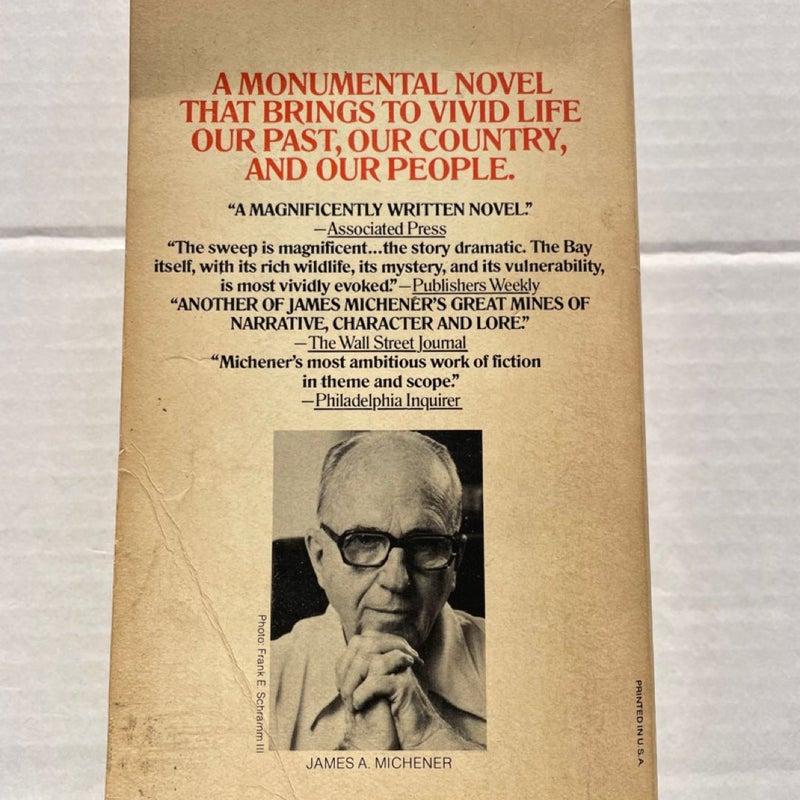 A MONUMENTAL NOVEL
THAT BRINGS TO VIVID LIFE
OUR PAST, OUR COUNTRY,
AND OUR PEOPLE.
“A MAGNIFICENTLY WRITTEN NOVEL.”
—Associated Press
“The sweep is magnificent...the story dramatic. The Bay
itself, with its rich wildlife, its mystery, and its vulnerability,
is most vividly evoked.”—Publishers Weekly
“ANOTHER OF JAMES MICHENER’S GREAT MINES OF
NARRATIVE, CHARACTER AND LORE.”
—The Wall Street Journal
“Michener’s most ambitious work of fiction
in theme and scope.”
—Philadelphia Inquirer
Photo: Frank E. Schramm III
JAMES A. MICHENER
PRINTED IN U.S.A.